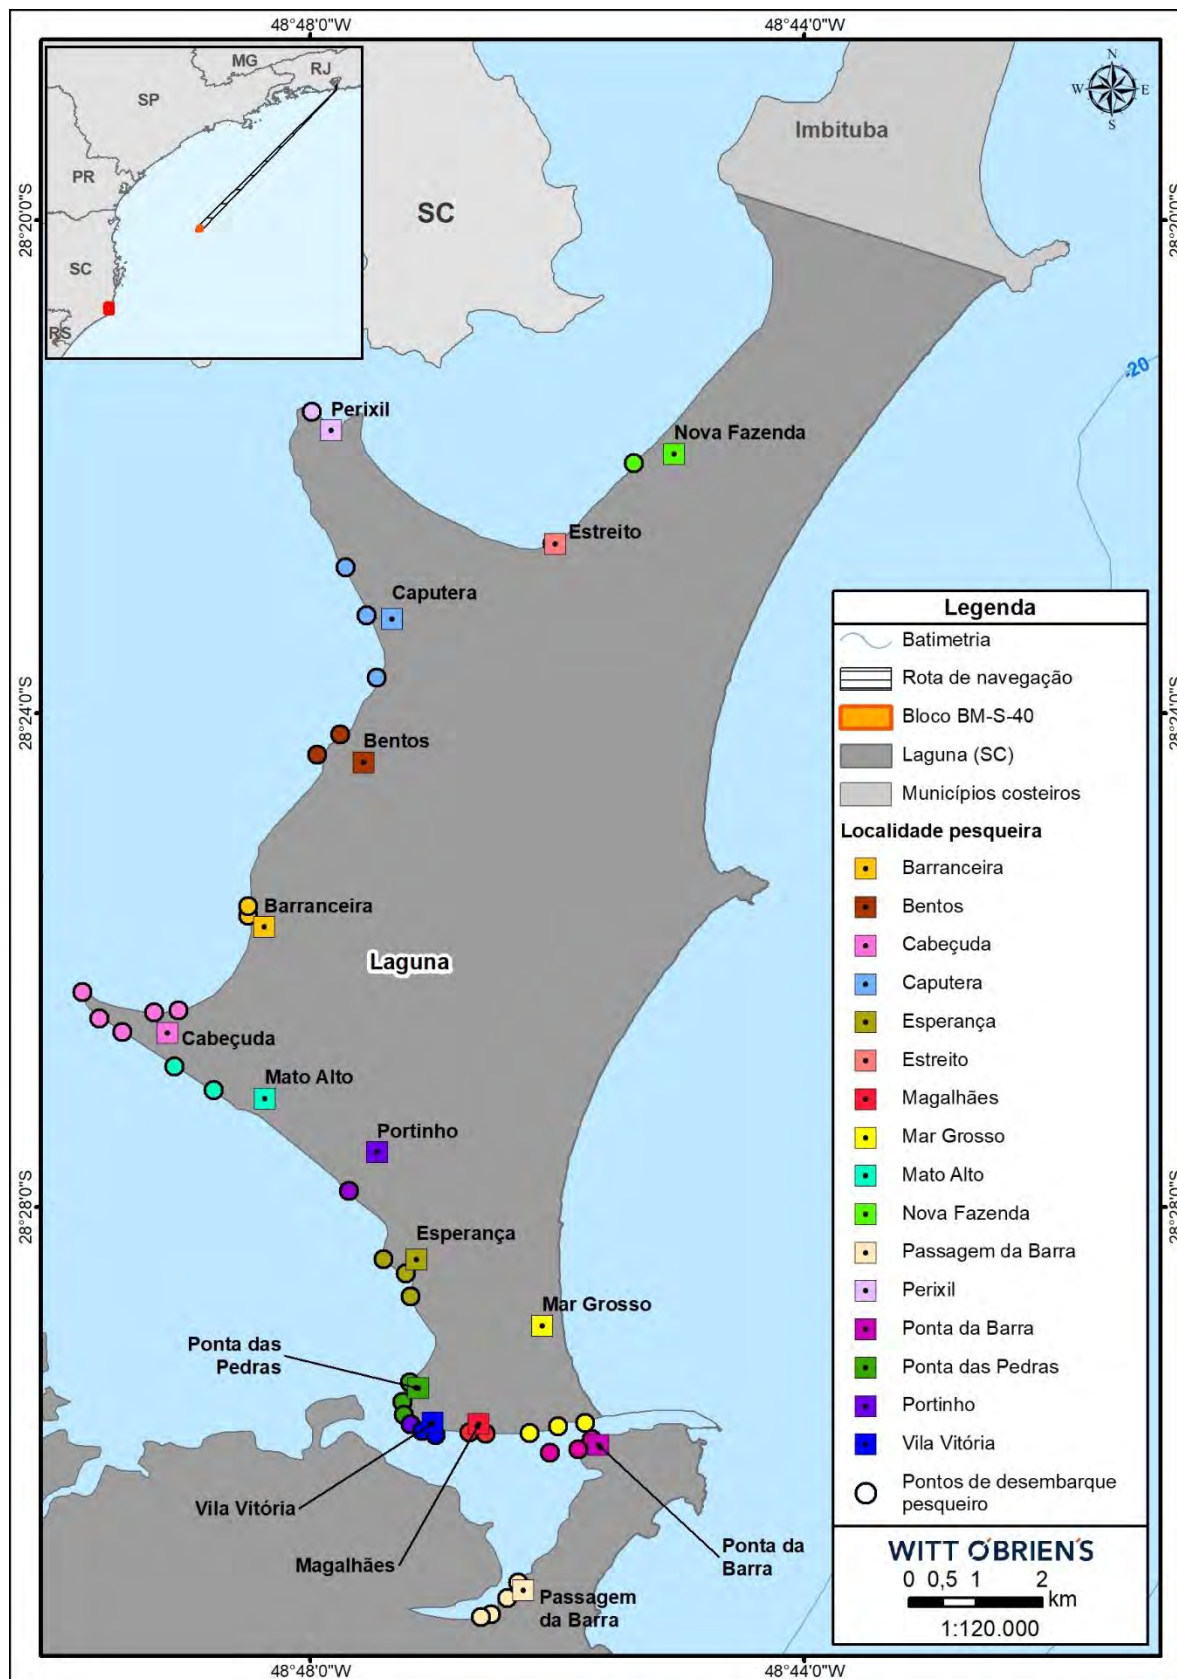 48°48'0"W
48°44'0"W
MG
RJ
SP
PR
SC
RS
N
W
E
S
Imbituba
SC
28°20'0"S
28°20'0"S
-20
Perixil
Nova Fazenda
Estreito
Caputera
28°24'0"S
28°24'0"S
Bentos
Barranceira
Laguna
Cabeçuda
Mato Alto
Portinho
28°28'0"S
28°28'0"S
Esperança
Mar Grosso
Ponta das
Pedras
Vila Vitória
Magalhães
Ponta da
Barra
Passagem
da Barra
Legenda
Batimetria
Rota de navegação
Bloco BM-S-40
Laguna (SC)
Municípios costeiros
Localidade pesqueira
Barranceira
Bentos
Cabeçuda
Caputera
Esperança
Estreito
Magalhães
Mar Grosso
Mato Alto
Nova Fazenda
Passagem da Barra
Perixil
Ponta da Barra
Ponta das Pedras
Portinho
Vila Vitória
Pontos de desembarque
pesqueiro
WITT O'BRIEN'S
0 0,5 1 2
km
1:120.000
48°48'0"W
48°44'0"W